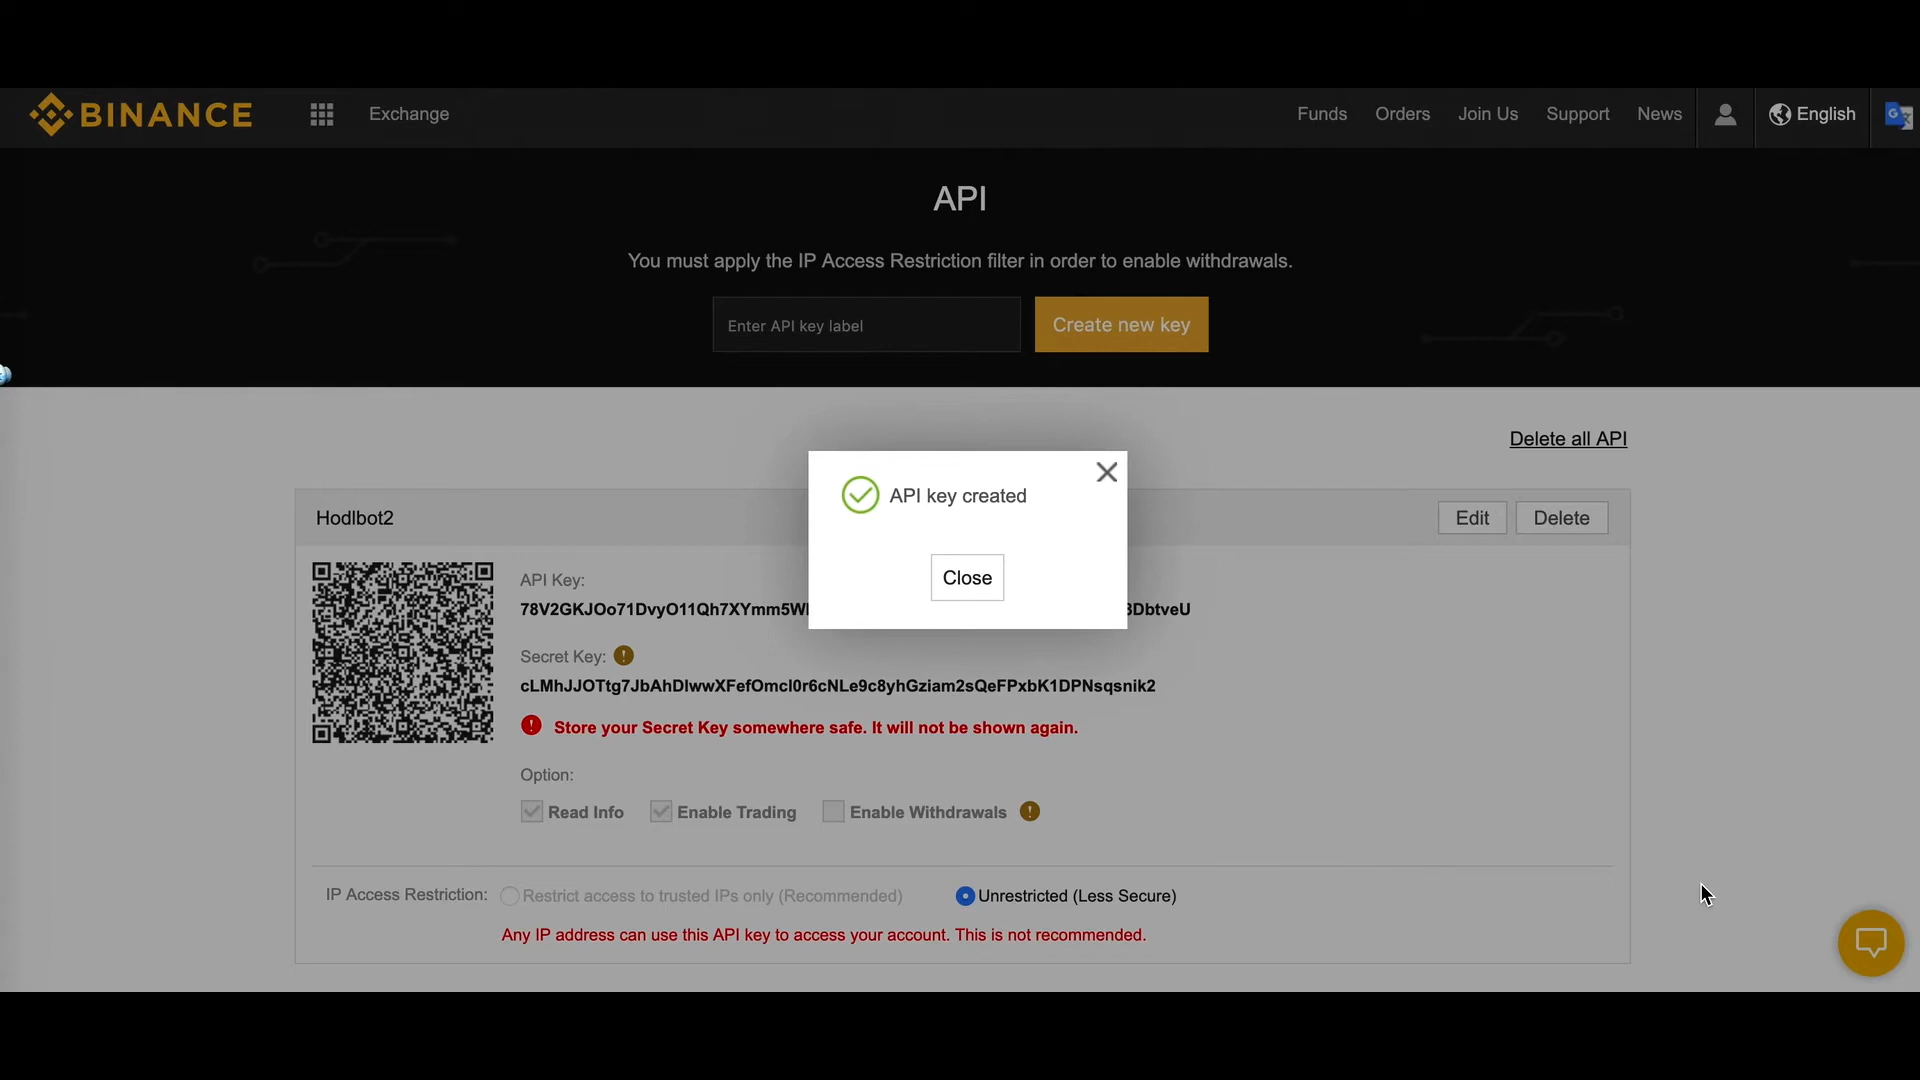 BINANCE
Exchange
Funds
Orders
Join Us
Support
News
English
API
You must apply the IP Access Restriction filter in order to enable withdrawals.
Enter API key label
Create new key
Delete all API
API key created
Close
Hodlbot2
Edit
Delete
API Key:
Secret Key:
Store your Secret Key somewhere safe. It will not be shown again.
Option:
Read Info
Enable Trading
Enable Withdrawals
IP Access Restriction:
Restrict access to trusted IPs only (Recommended)
Unrestricted (Less Secure)
Any IP address can use this API key to access your account. This is not recommended.